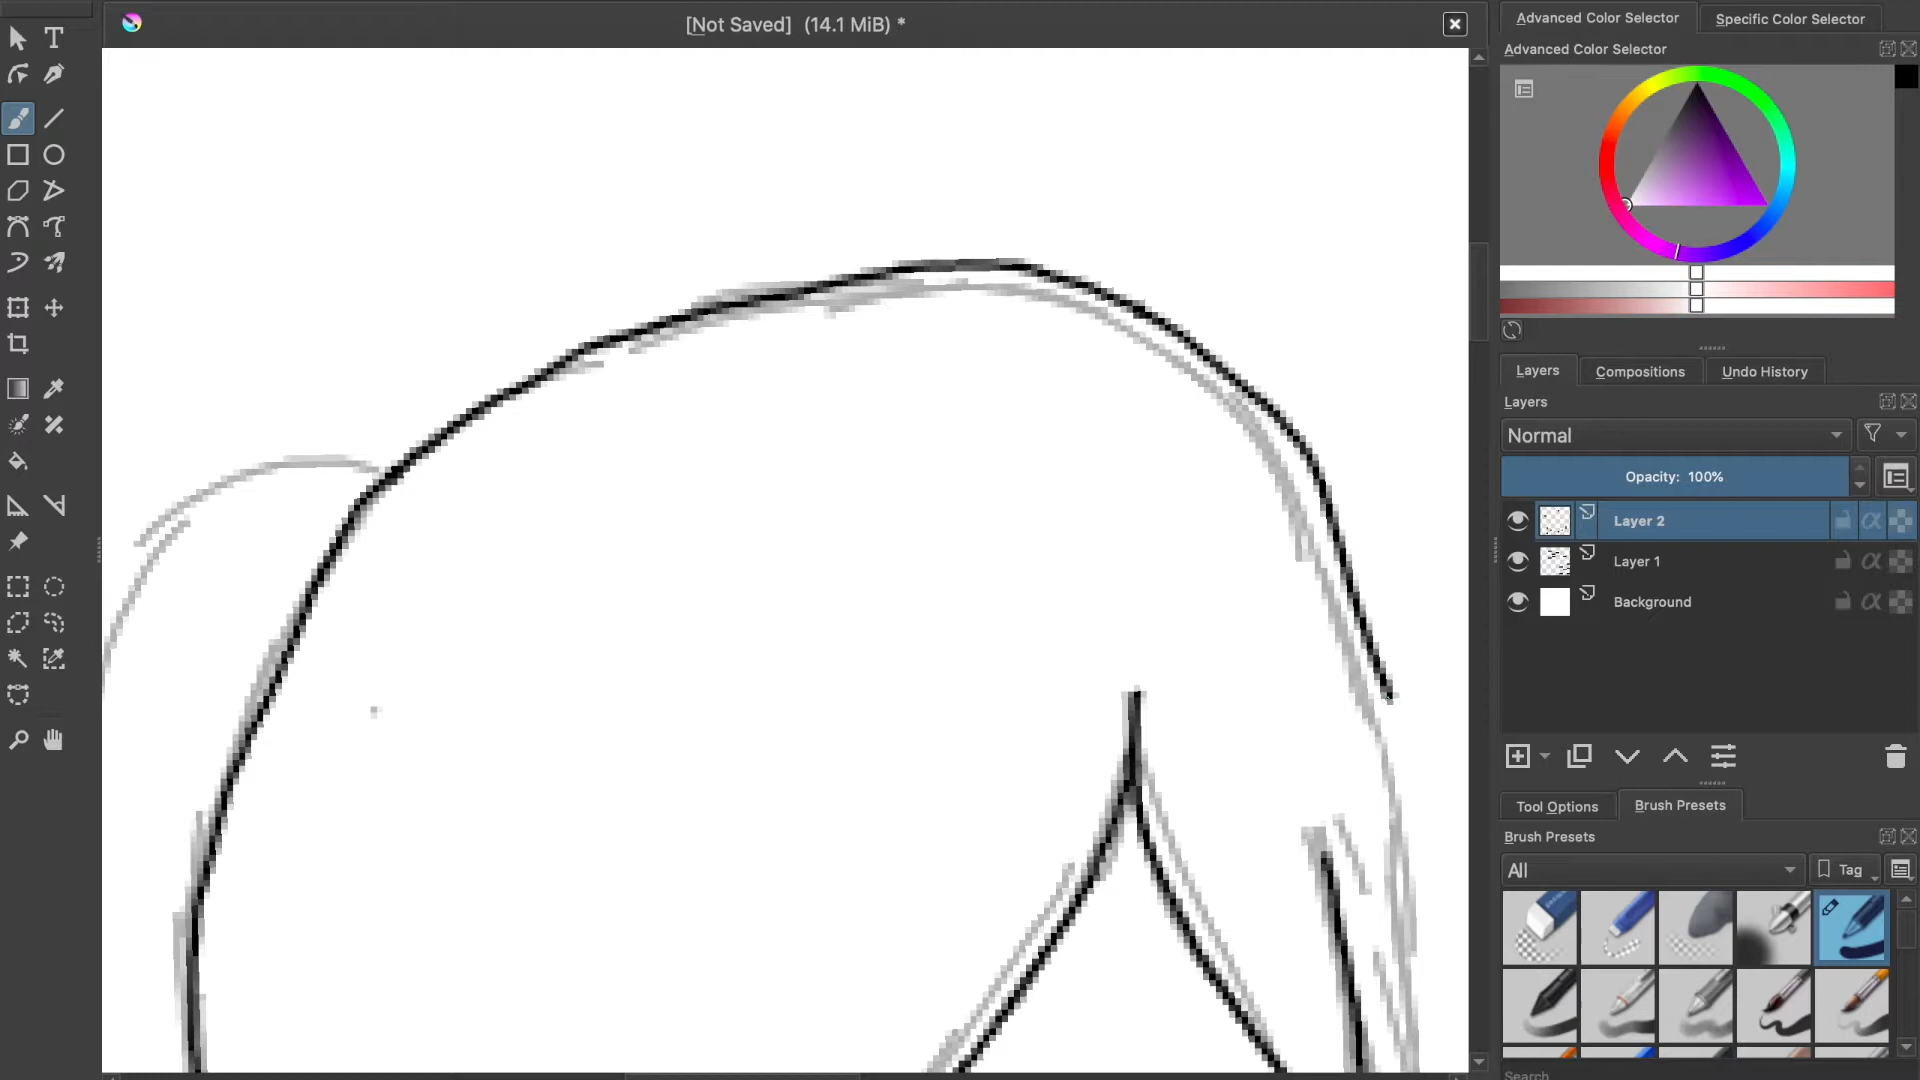 [Not Saved] (14.1 MiB) *
Advanced Color Selector
Specific Color Selector
Advanced Color Selector
Layers
Compositions
Undo History
Layers
Normal
Opacity: 100%
Layer 2
Layer 1
Background
Tool Options
Brush Presets
Brush Presets
All
Tag
Search